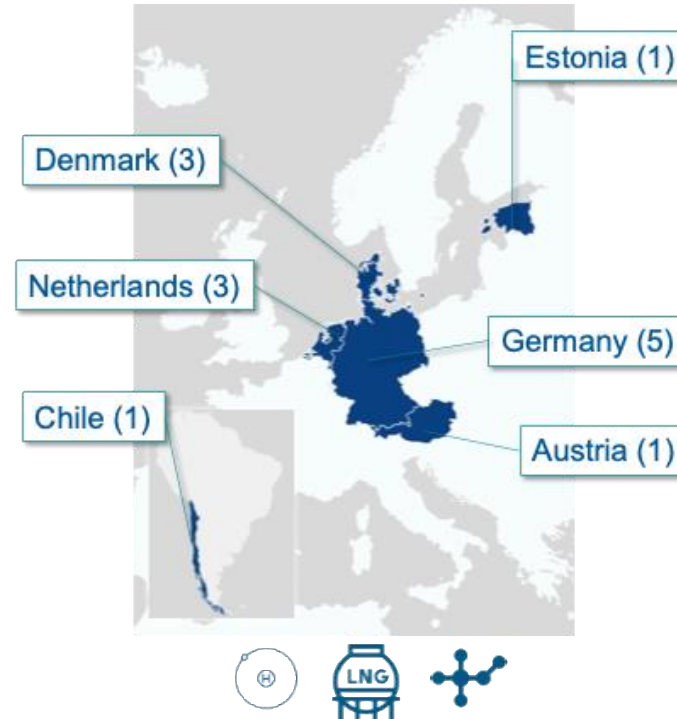 Estonia (1)
Denmark (3)
Netherlands (3)
Germany (5)
Chile (1)
Austria (1)
H
LNG